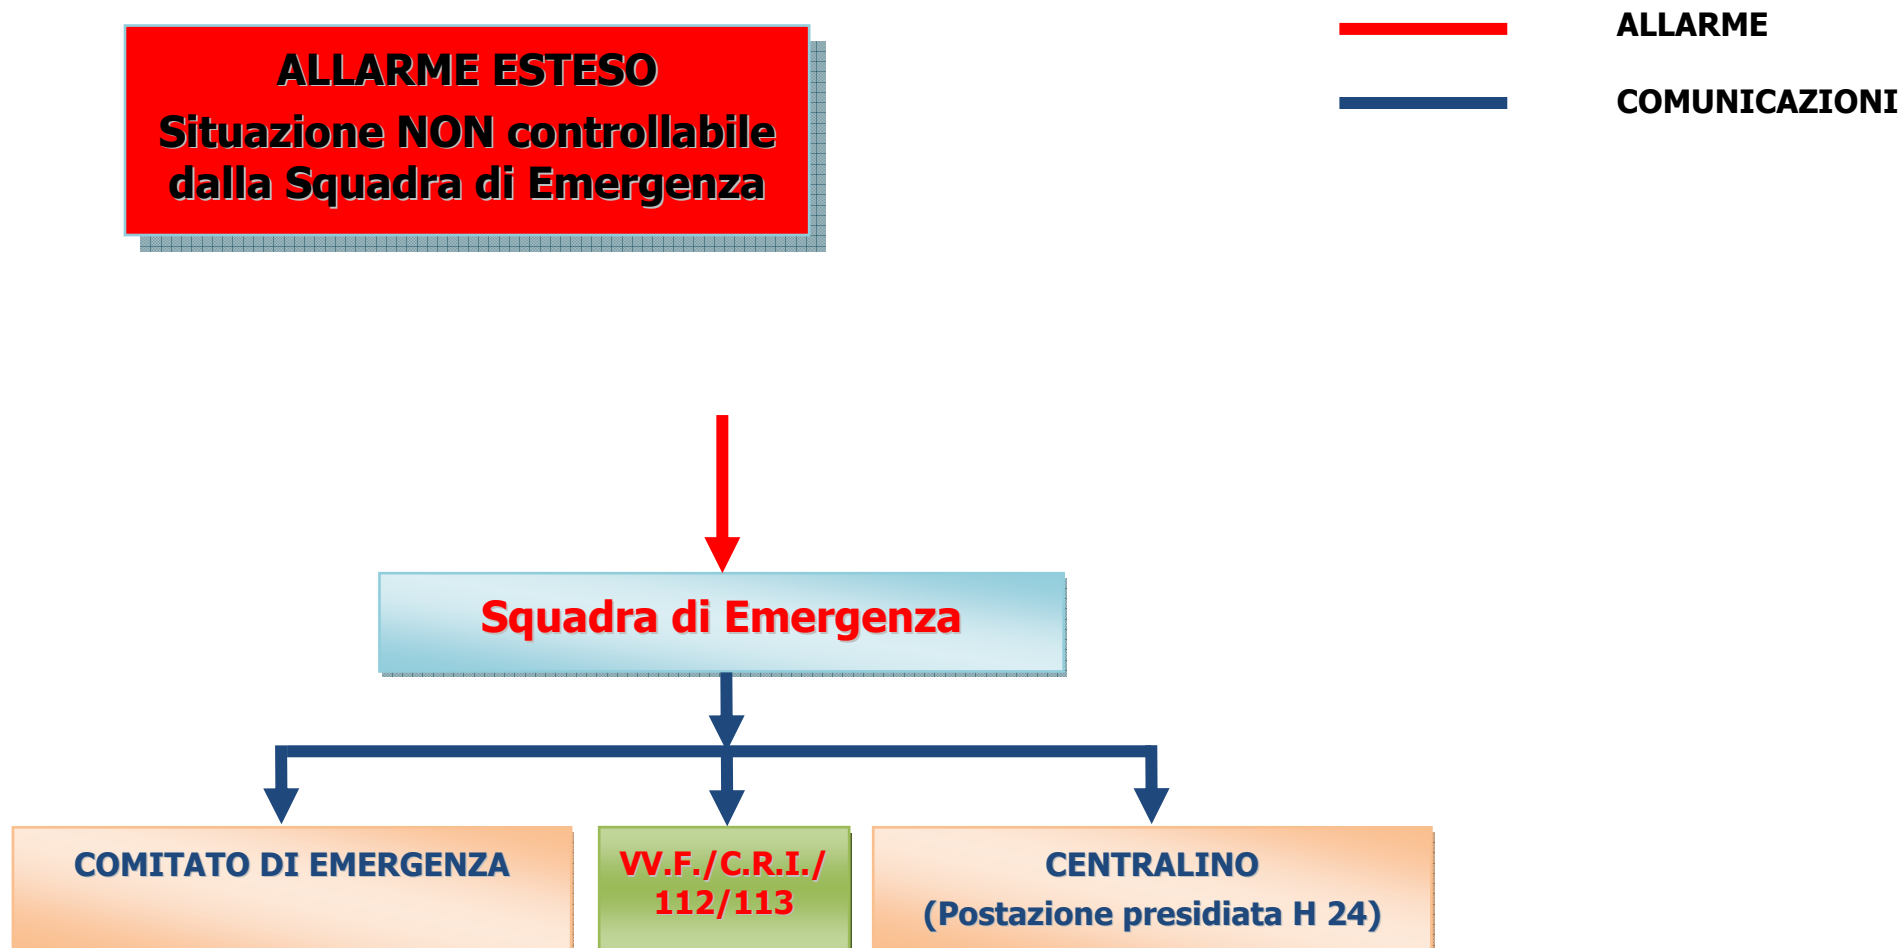 ALLARME ESTESO
Situazione NON controllabile
dalla Squadra di Emergenza
ALLARME
COMUNICAZIONI
Squadra di Emergenza
COMITATO DI EMERGENZA
VV.F./C.R.I./
112/113
CENTRALINO
(Postazione presidiata H 24)